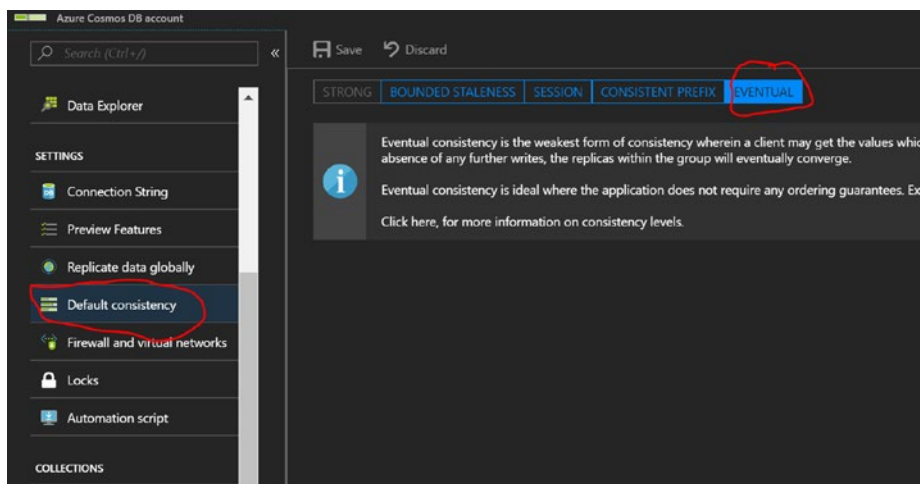 Azure Cosmos DB account
Search (Ctrl+/)
«
Save
Discard
Data Explorer
SETTINGS
Connection String
Preview Features
Replicate data globally
Default consistency
Firewall and virtual networks
Locks
Automation script
COLLECTIONS
STRONG BOUNDED STALENESS SESSION CONSISTENT PREFIX EVENTUAL
Eventual consistency is the weakest form of consistency wherein a client may get the values whic
absence of any further writes, the replicas within the group will eventually converge.
Eventual consistency is ideal where the application does not require any ordering guarantees. Ex
Click here, for more information on consistency levels.